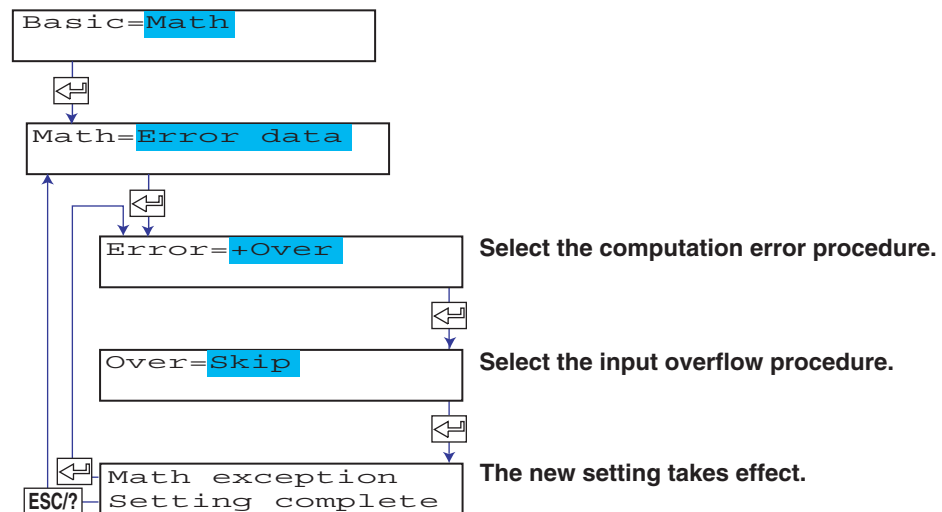 Basic=Math
Math=Error data
Error=+Over
Select the computation error procedure.
Over=Skip
Select the input overflow procedure.
Math exception
Setting complete
The new setting takes effect.
ESC/?